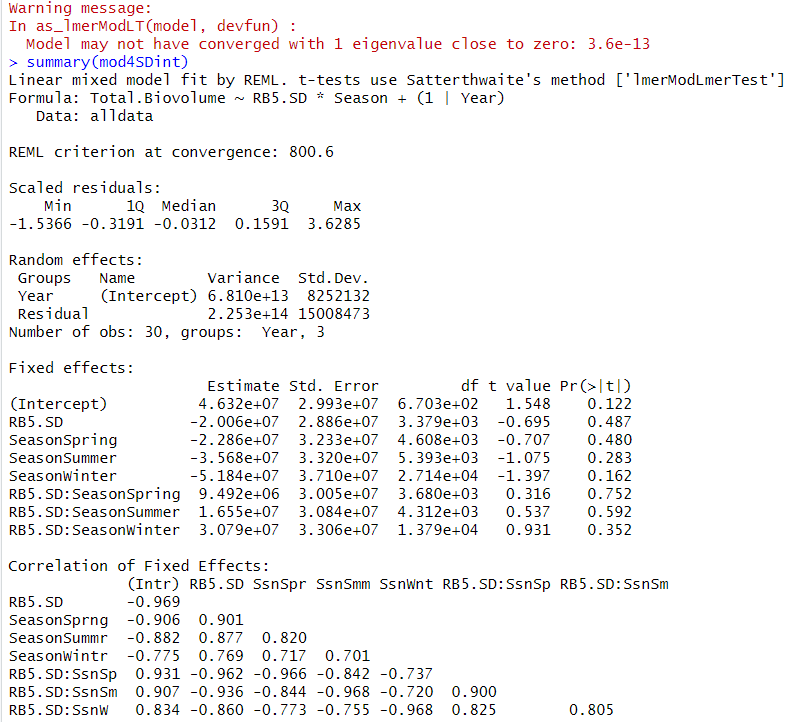 Warning message:
In as_lmerModLT(model, devfun) :
  Model may not have converged with 1 eigenvalue close to zero: 3.6e-13
> summary(mod4SDint)
Linear mixed model fit by REML. t-tests use Satterthwaite's method ['lmerModLmerTest']
Formula: Total.Biovolume ~ RB5.SD * Season + (1 | Year)
   Data: alldata
REML criterion at convergence: 800.6
Scaled residuals:
    Min      1Q  Median      3Q     Max
-1.5366 -0.3191 -0.0312  0.1591  3.6285
Random effects:
 Groups   Name        Variance  Std.Dev.
 Year     (Intercept) 6.810e+13  8252132
 Residual             2.253e+14 15008473
Number of obs: 30, groups:  Year, 3
Fixed effects:
                      Estimate Std. Error         df t value Pr(>|t|)
(Intercept)          4.632e+07  2.993e+07  6.703e+02   1.548    0.122
RB5.SD              -2.006e+07  2.886e+07  3.379e+03  -0.695    0.487
SeasonSpring        -2.286e+07  3.233e+07  4.608e+03  -0.707    0.480
SeasonSummer        -3.568e+07  3.320e+07  5.393e+03  -1.075    0.283
SeasonWinter        -5.184e+07  3.710e+07  2.714e+04  -1.397    0.162
RB5.SD:SeasonSpring  9.492e+06  3.005e+07  3.680e+03   0.316    0.752
RB5.SD:SeasonSummer  1.655e+07  3.084e+07  4.312e+03   0.537    0.592
RB5.SD:SeasonWinter  3.079e+07  3.306e+07  1.379e+04   0.931    0.352
Correlation of Fixed Effects:
            (Intr) RB5.SD SsnSpr SsnSmm SsnWnt RB5.SD:SsnSp RB5.SD:SsnSm
RB5.SD      -0.969
SeasonSprng -0.906  0.901
SeasonSummr -0.882  0.877  0.820
SeasonWintr -0.775  0.769  0.717  0.701
RB5.SD:SsnSp  0.931 -0.962 -0.966 -0.842 -0.737
RB5.SD:SsnSm  0.907 -0.936 -0.844 -0.968 -0.720  0.900
RB5.SD:SsnW   0.834 -0.860 -0.773 -0.755 -0.968  0.825        0.805